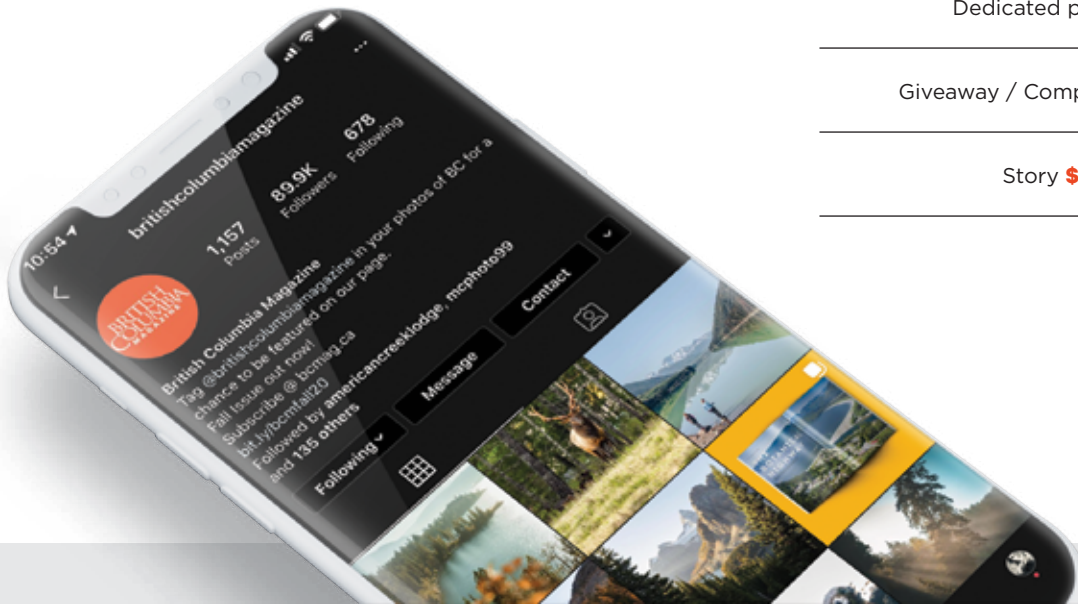 10:54
britishcolumbiamagazine
BRITISH
COLUMBIA
MAGAZINE
1,157
Posts
89.9K
Followers
678
Following
British Columbia Magazine
Tag @britishcolumbiamagazine in your photos of BC for a
chance to be featured on our page.
Fall Issue out now!
Subscribe @ bcmag.ca
bit.ly/bcmfall20
Followed by americancreeklodge, mcphoto99
and 135 others
Following
Message
Contact
Dedicated p
Giveaway / Comp
Story $